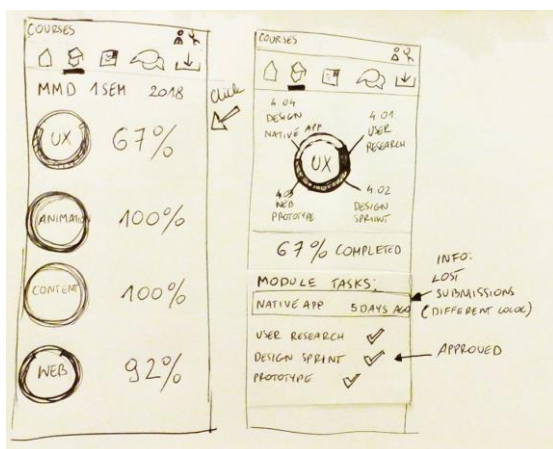 COURSES
MMD 1SEM 2018
UX 67%
ANIMATION 100%
CONTENT 100%
WEB 92%
Click
COURSES
4.04
DESIGN
NATIVE APP
4.01
USER
RESEARCH
UX
4.03
WEB
PROTOTYPE
4.02
DESIGN
SPRINT
67% COMPLETED
MODULE TASKS:
NATIVE APP 5 DAYS AGO
USER RESEARCH
DESIGN SPRINT
PROTOTYPE
INFO:
LOST
SUBMISSIONS
(DIFFERENT COLOR)
APPROVED